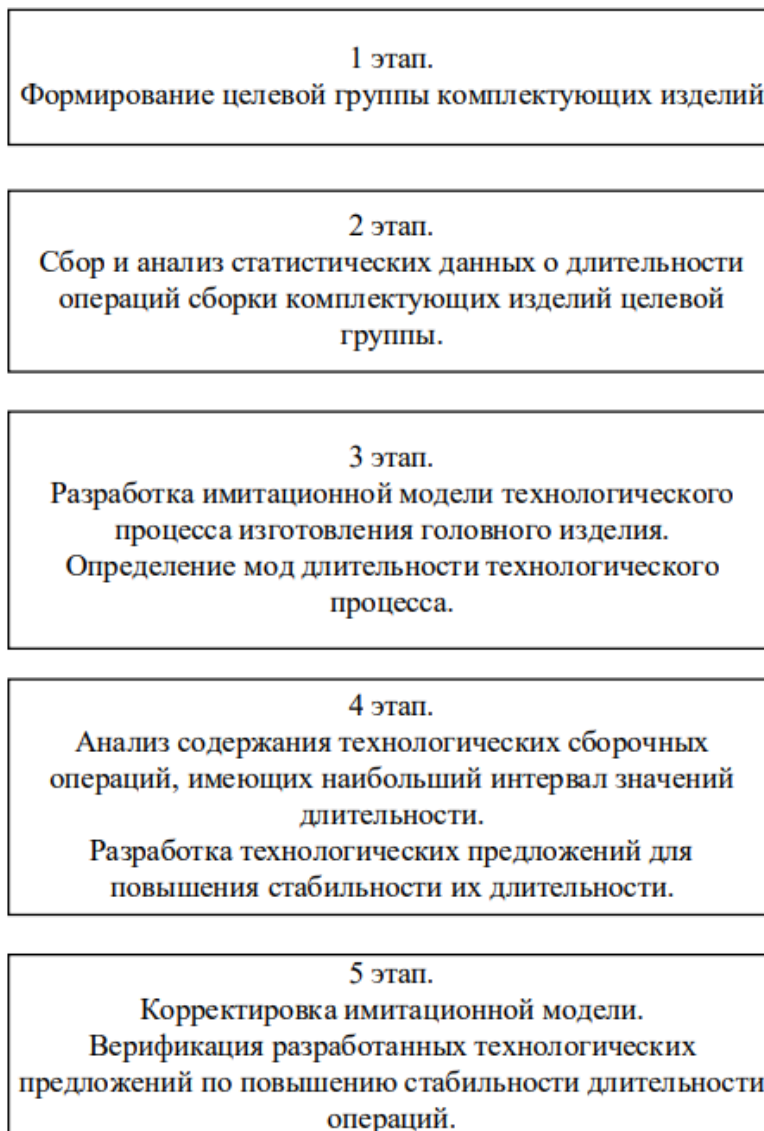 1 этап.
Формирование целевой группы комплектующих изделий
2 этап.
Сбор и анализ статистических данных о длительности
операций сборки комплектующих изделий целевой
группы.
3 этап.
Разработка имитационной модели технологического
процесса изготовления головного изделия.
Определение мод длительности технологического
процесса.
4 этап.
Анализ содержания технологических сборочных
операций, имеющих наибольший интервал значений
длительности.
Разработка технологических предложений для
повышения стабильности их длительности.
5 этап.
Корректировка имитационной модели.
Верификация разработанных технологических
предложений по повышению стабильности длительности
операций.